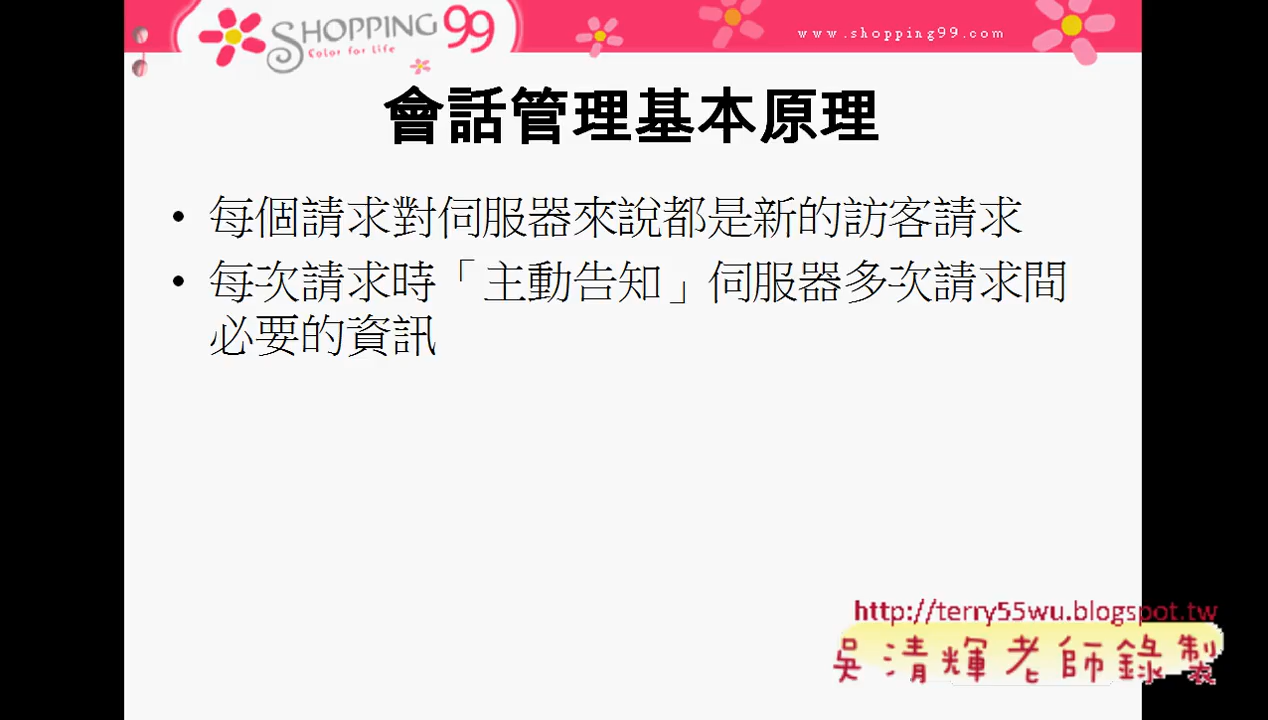 SHOPPING 99
Color for Life
www.shopping99.com
會話管理基本原理
• 每個請求對伺服器來說都是新的訪客請求
• 每次請求時「主動告知」伺服器多次請求間
必要的資訊
http://terry55wu.blogspot.tw
吳清輝老師錄製